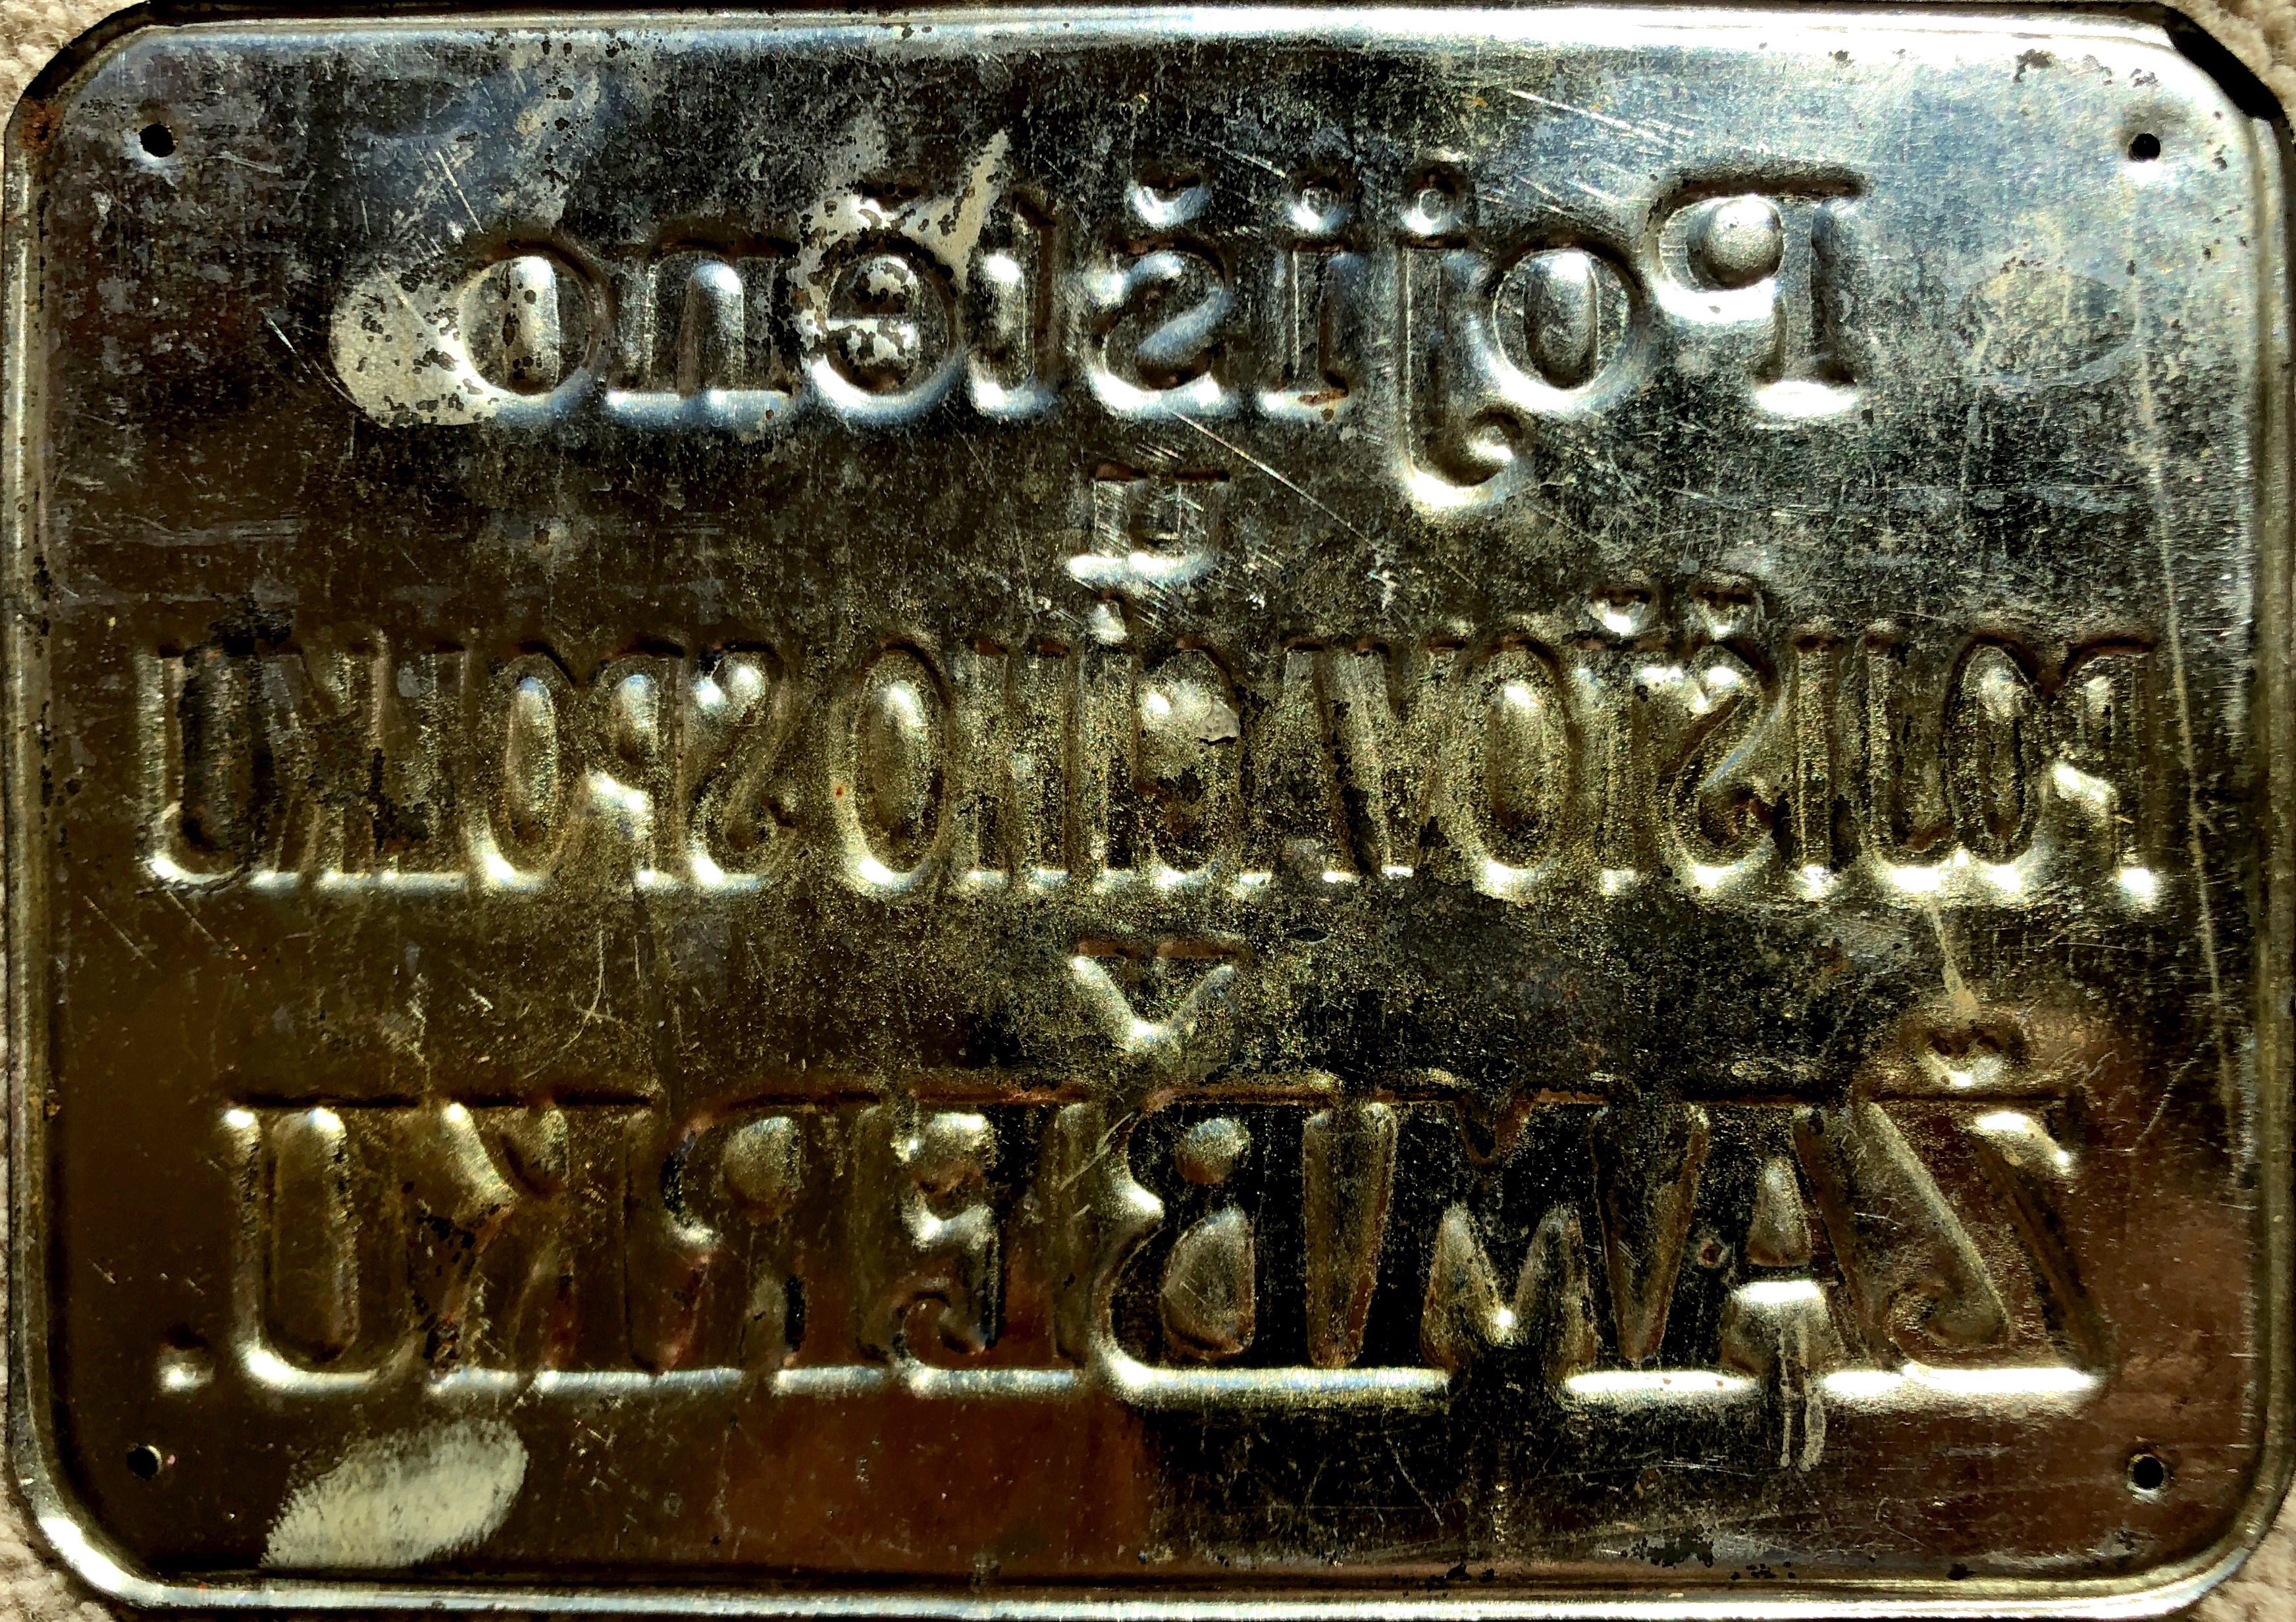 Pojištěno
u
POJIŠŤOVACÍHO SPOLKU
v
ŽAMBERKU.